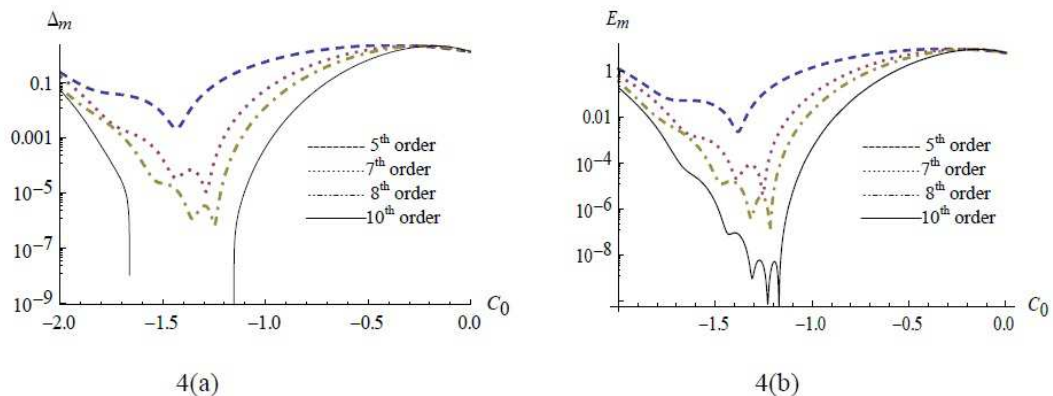 Δm
0.1
0.001
10⁻⁵
10⁻⁷
10⁻⁹
5th order
7th order
8th order
10th order
C0
−2.0
−1.5
−1.0
−0.5
0.0
4(a)
Em
1
0.01
10⁻⁴
10⁻⁶
10⁻⁸
5th order
7th order
8th order
10th order
C0
−1.5
−1.0
−0.5
0.0
4(b)